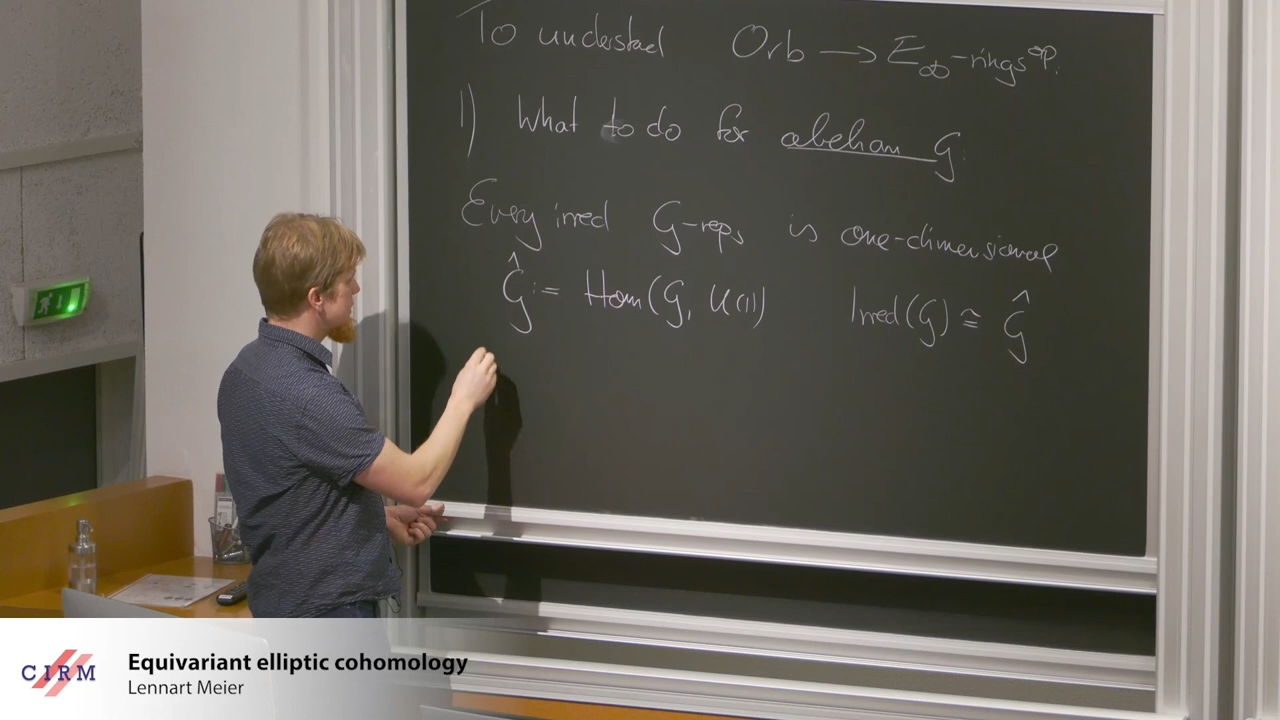 To understad Orb → E∞-rings^op.
1) What to do for abelian G
Every irred G-reps is one-dimensional
Ĝ := Hom(G, U(1)) Irred(G) ≅ Ĝ
CIRM
Equivariant elliptic cohomology
Lennart Meier